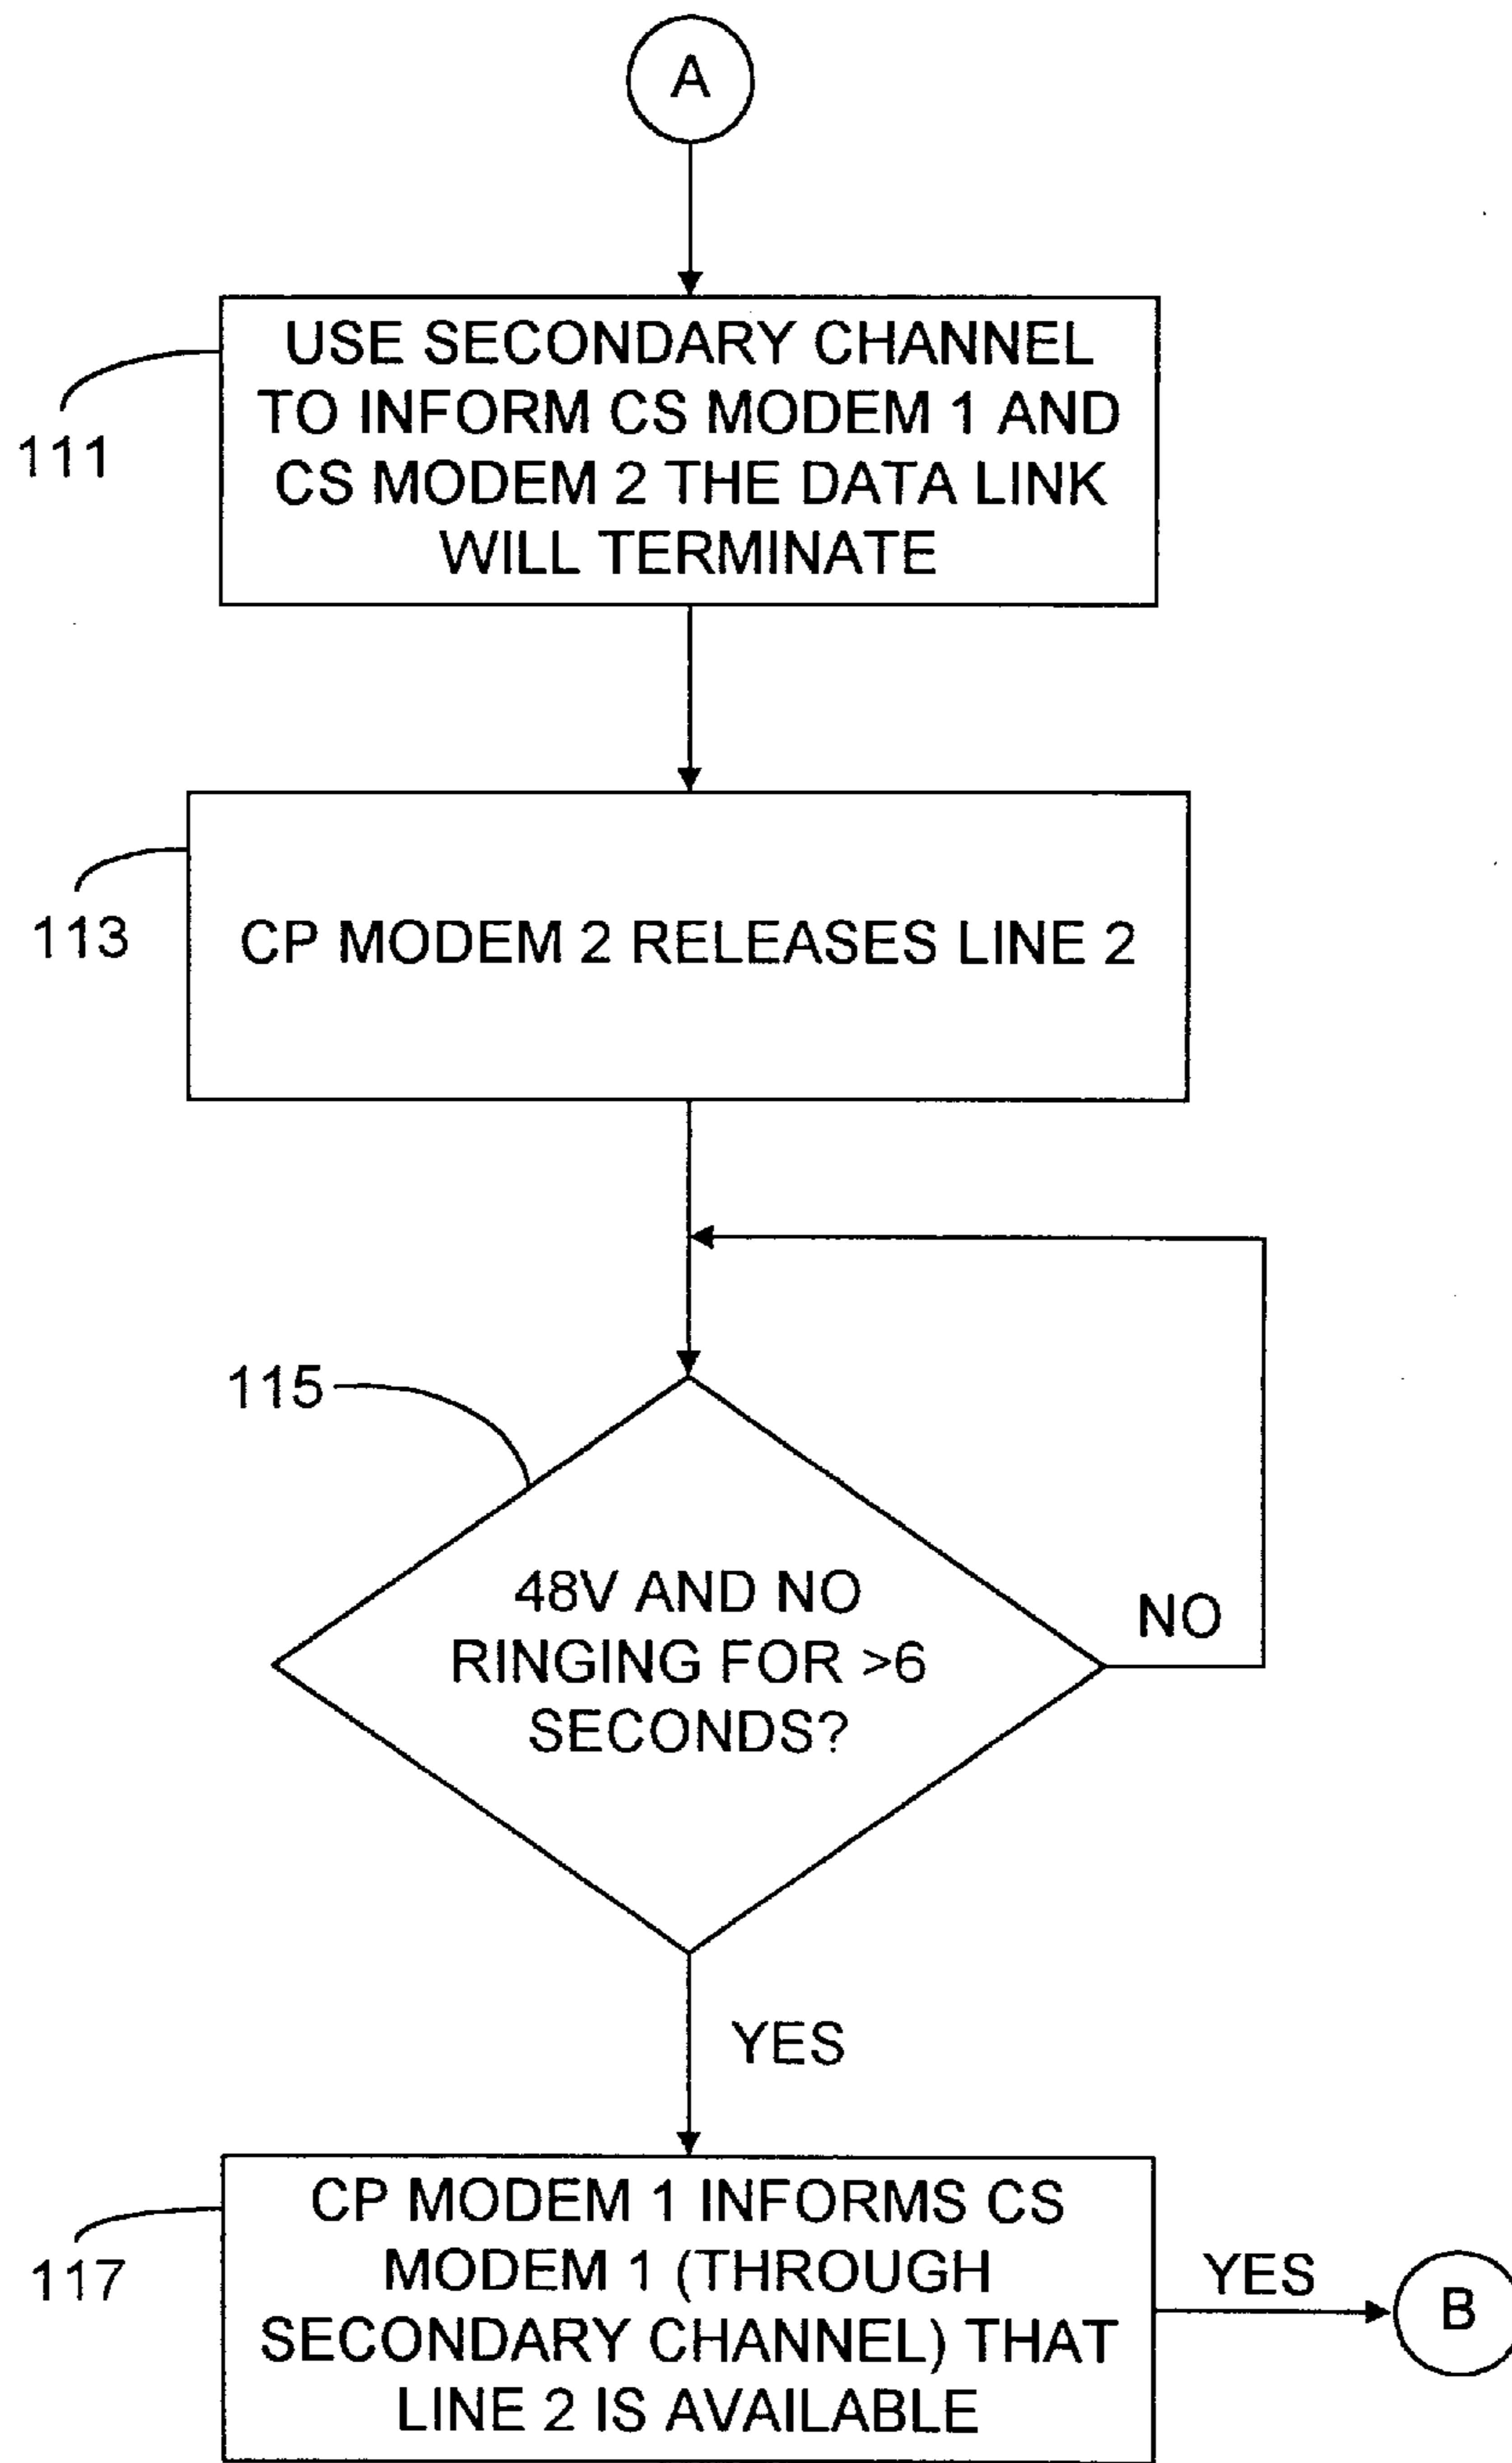 A
USE SECONDARY CHANNEL
TO INFORM CS MODEM 1 AND
CS MODEM 2 THE DATA LINK
WILL TERMINATE
111
CP MODEM 2 RELEASES LINE 2
113
115
48V AND NO
RINGING FOR >6
SECONDS?
NO
YES
CP MODEM 1 INFORMS CS
MODEM 1 (THROUGH
SECONDARY CHANNEL) THAT
LINE 2 IS AVAILABLE
117
YES
B